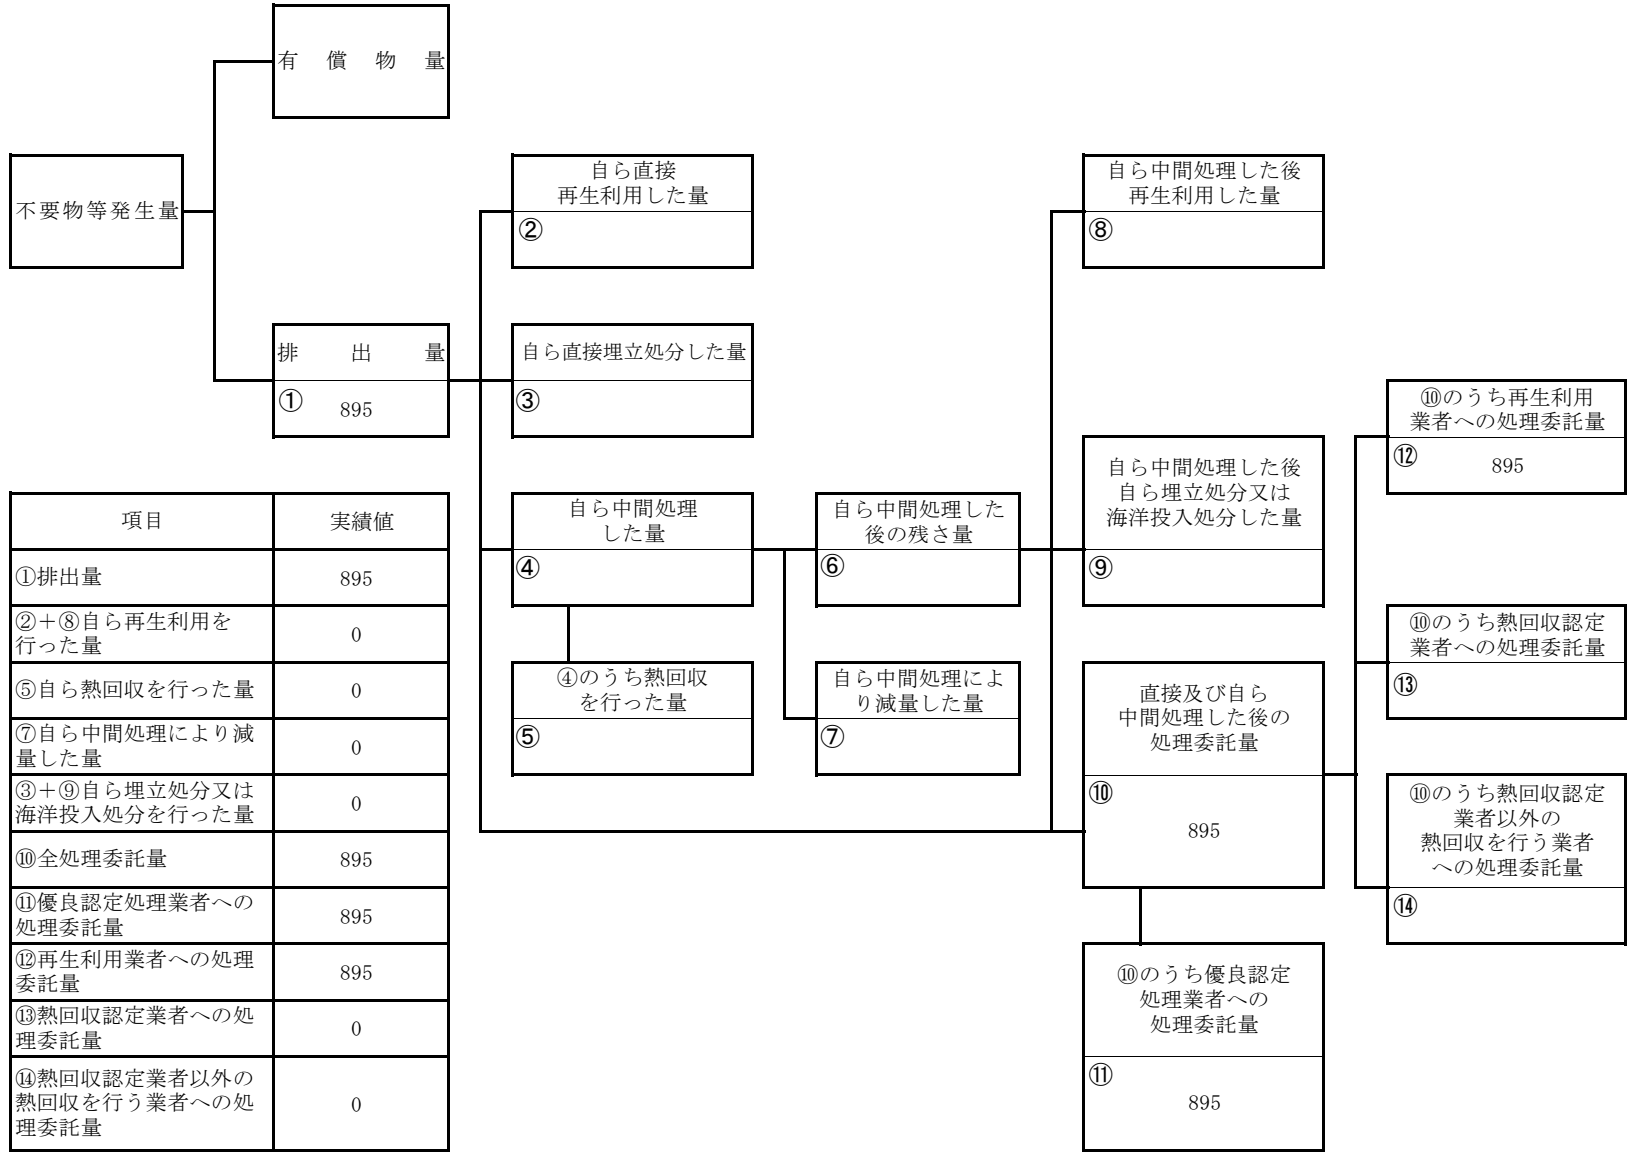 有償物量
不要物等発生量
排出量
① 895
自ら直接
再生利用した量
②
自ら直接埋立処分した量
③
自ら中間処理
した量
④
④のうち熱回収
を行った量
⑤
自ら中間処理した
後の残さ量
⑥
自ら中間処理によ
り減量した量
⑦
自ら中間処理した後
再生利用した量
⑧
自ら中間処理した後
自ら埋立処分又は
海洋投入処分した量
⑨
直接及び自ら
中間処理した後の
処理委託量
⑩
895
⑩のうち優良認定
処理業者への
処理委託量
⑪
895
⑩のうち再生利用
業者への処理委託量
⑫ 895
⑩のうち熱回収認定
業者への処理委託量
⑬
⑩のうち熱回収認定
業者以外の
熱回収を行う業者
への処理委託量
⑭
項目 実績値
①排出量 895
②+⑧自ら再生利用を
行った量 0
⑤自ら熱回収を行った量 0
⑦自ら中間処理により減
量した量 0
③+⑨自ら埋立処分又は
海洋投入処分を行った量 0
⑩全処理委託量 895
⑪優良認定処理業者への
処理委託量 895
⑫再生利用業者への処理
委託量 895
⑬熱回収認定業者への処
理委託量 0
⑭熱回収認定業者以外の
熱回収を行う業者への処 0
理委託量